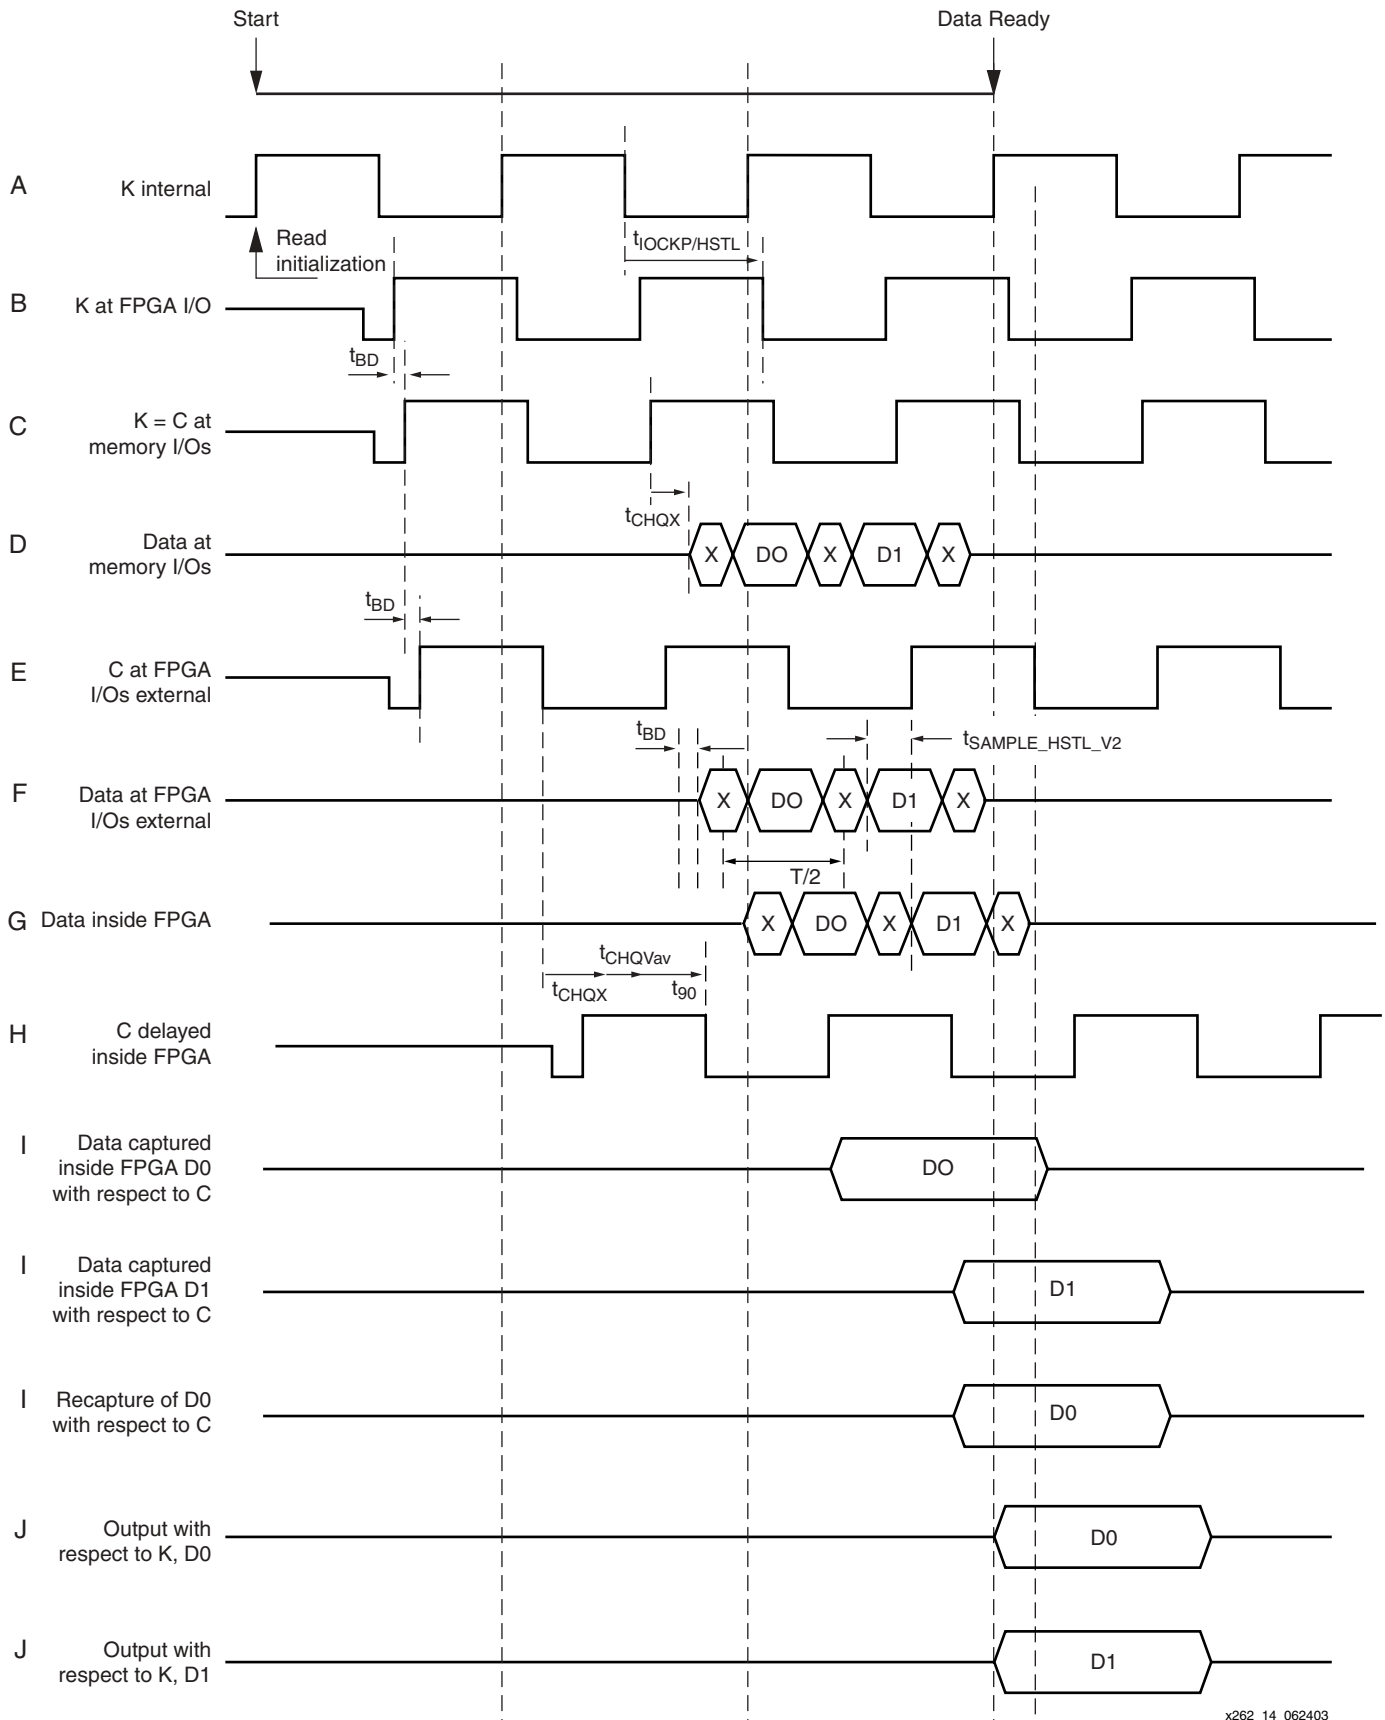 Start
Data Ready
A
K internal
Read
initialization
tIOCKP/HSTL
B
K at FPGA I/O
tBD
C
K = C at
memory I/Os
tCHQX
D
Data at
memory I/Os
X
DO
X
D1
X
tBD
E
C at FPGA
I/Os external
tBD
tSAMPLE_HSTL_V2
F
Data at FPGA
I/Os external
X
DO
X
D1
X
T/2
G
Data inside FPGA
X
DO
X
D1
X
tCHQVav
tCHQX
t90
H
C delayed
inside FPGA
I
Data captured
inside FPGA D0
with respect to C
DO
I
Data captured
inside FPGA D1
with respect to C
D1
I
Recapture of D0
with respect to C
D0
J
Output with
respect to K, D0
D0
J
Output with
respect to K, D1
D1
x262_14_062403